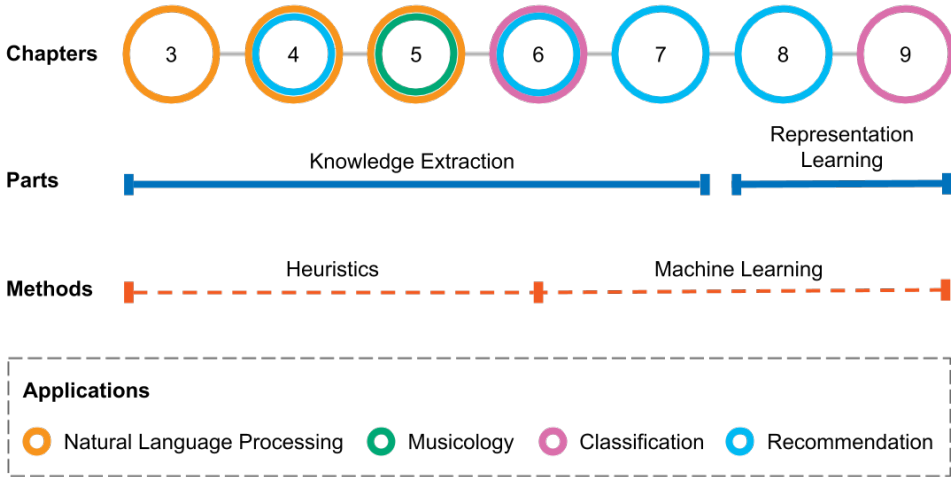 Chapters 3 4 5 6 7 8 9
Representation
Learning
Knowledge Extraction
Parts
Heuristics
Machine Learning
Methods
Applications
Natural Language Processing
Musicology
Classification
Recommendation